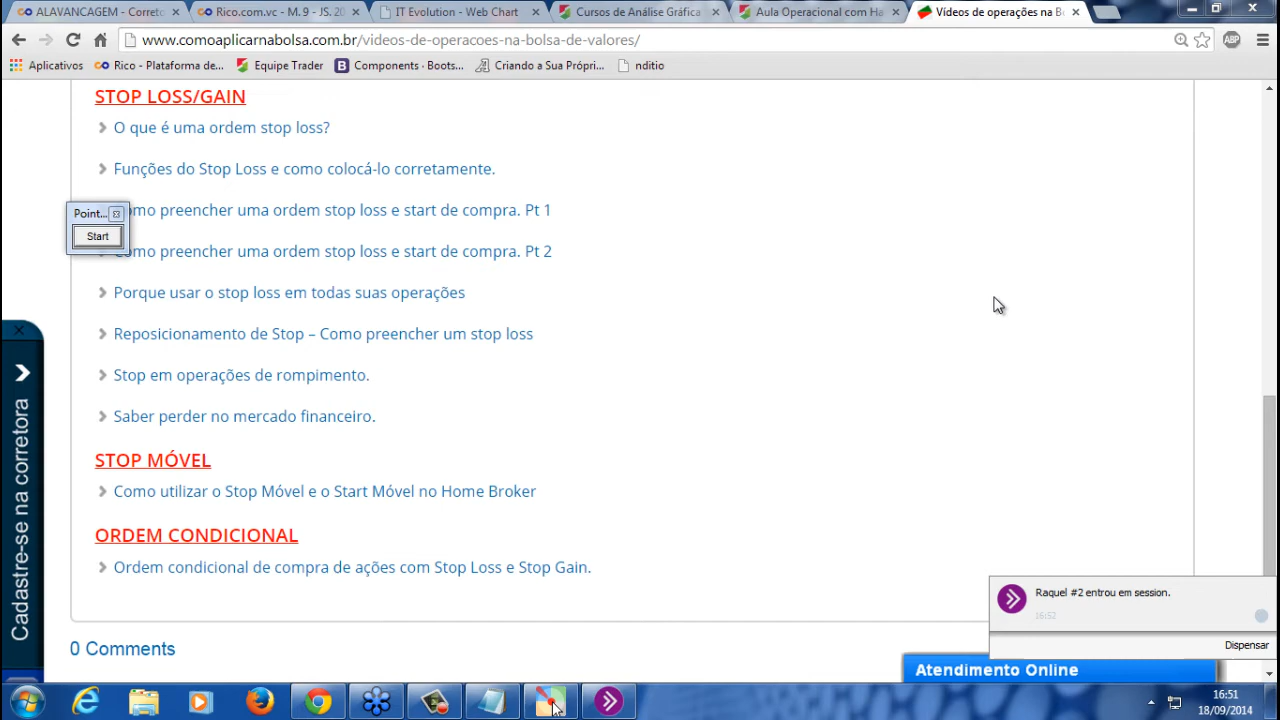 ALAVANCAGEM - Correto
Rico.com.vc - M. 9 - JS. 20
IT Evolution - Web Chart
Cursos de Análise Gráfica
Aula Operacional com Ha
Vídeos de operações na B
www.comoaplicarnabolsa.com.br/videos-de-operacoes-na-bolsa-de-valores/
ABP
Aplicativos
Rico - Plataforma de...
Equipe Trader
Components · Boots...
Criando a Sua Própri...
nditio
STOP LOSS/GAIN
O que é uma ordem stop loss?
Funções do Stop Loss e como colocá-lo corretamente.
Point...
Start
omo preencher uma ordem stop loss e start de compra. Pt 1
omo preencher uma ordem stop loss e start de compra. Pt 2
Porque usar o stop loss em todas suas operações
Reposicionamento de Stop – Como preencher um stop loss
Stop em operações de rompimento.
Saber perder no mercado financeiro.
STOP MÓVEL
Como utilizar o Stop Móvel e o Start Móvel no Home Broker
ORDEM CONDICIONAL
Ordem condicional de compra de ações com Stop Loss e Stop Gain.
Cadastre-se na corretora
0 Comments
Raquel #2 entrou em session.
16:52
Dispensar
Atendimento Online
16:51
18/09/2014